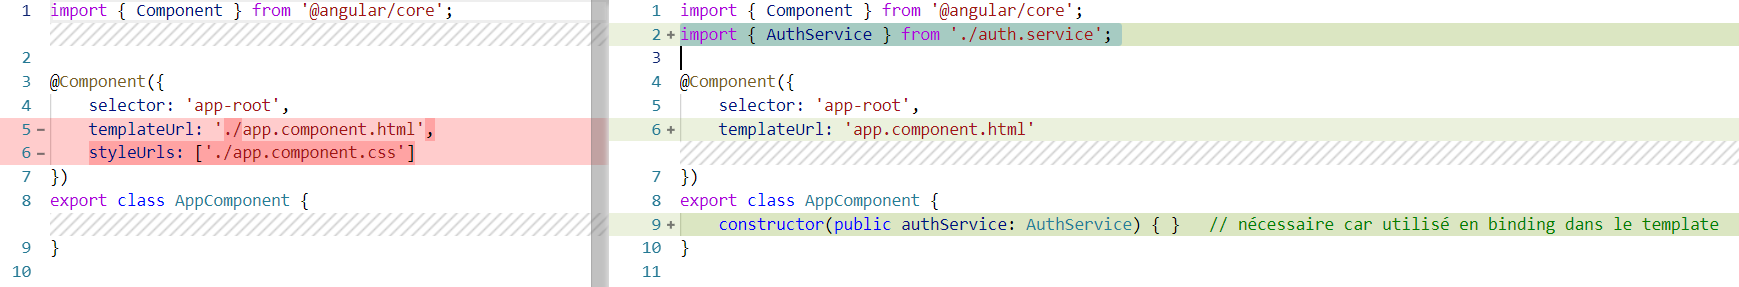 1 import { Component } from '@angular/core';
2
3 @Component({
4 selector: 'app-root',
5 − templateUrl: './app.component.html',
6 − styleUrls: ['./app.component.css']
7 })
8 export class AppComponent {
9 }
10
1 import { Component } from '@angular/core';
2 + import { AuthService } from './auth.service';
3
4 @Component({
5 selector: 'app-root',
6 + templateUrl: 'app.component.html'
7 })
8 export class AppComponent {
9 + constructor(public authService: AuthService) { } // nécessaire car utilisé en binding dans le template
10 }
11